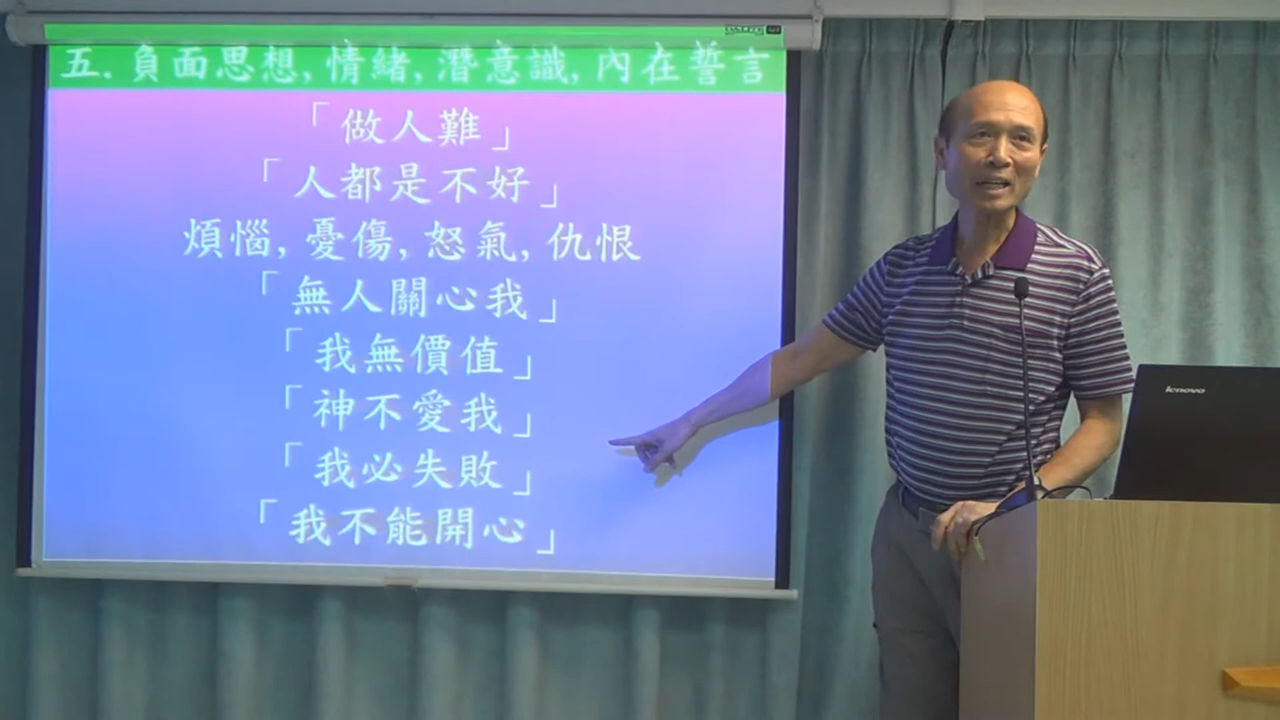 五. 負面思想, 情緒, 潛意識, 內在誓言
「做人難」
「人都是不好」
煩惱, 憂傷, 怒氣, 仇恨
「無人關心我」
「我無價值」
「神不愛我」
「我必失敗」
「我不能開心」
lenovo